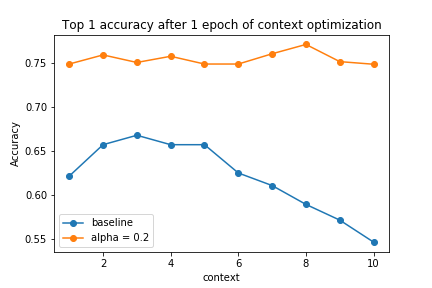 Top 1 accuracy after 1 epoch of context optimization
0.75
0.70
0.65
0.60
0.55
Accuracy
baseline
alpha = 0.2
2 4 6 8 10
context